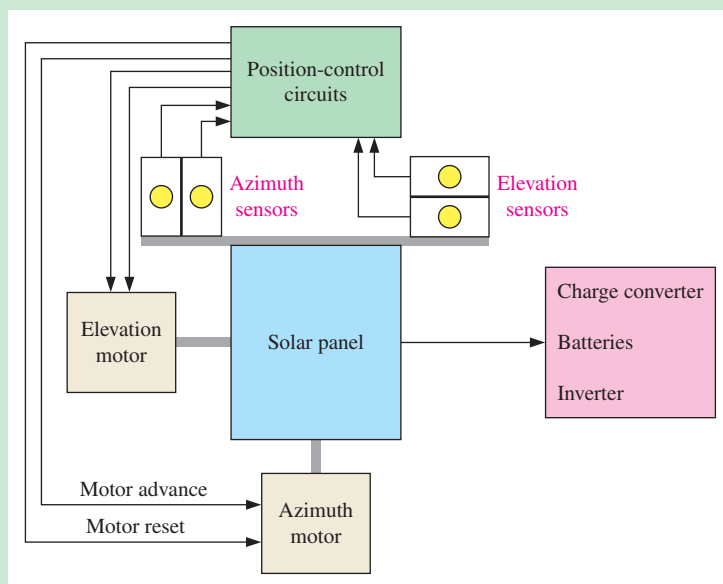 Position-control
circuits
Azimuth
sensors
Elevation
sensors
Elevation
motor
Solar panel
Charge converter
Batteries
Inverter
Motor advance
Motor reset
Azimuth
motor